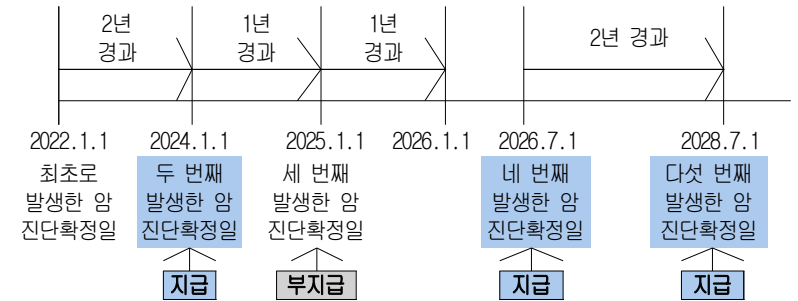 2년
경과
1년
경과
1년
경과
2년 경과
2022.1.1
2024.1.1
2025.1.1
2026.1.1
2026.7.1
2028.7.1
최초로
발생한 암
진단확정일
두 번째
발생한 암
진단확정일
세 번째
발생한 암
진단확정일
네 번째
발생한 암
진단확정일
다섯 번째
발생한 암
진단확정일
지급
부지급
지급
지급